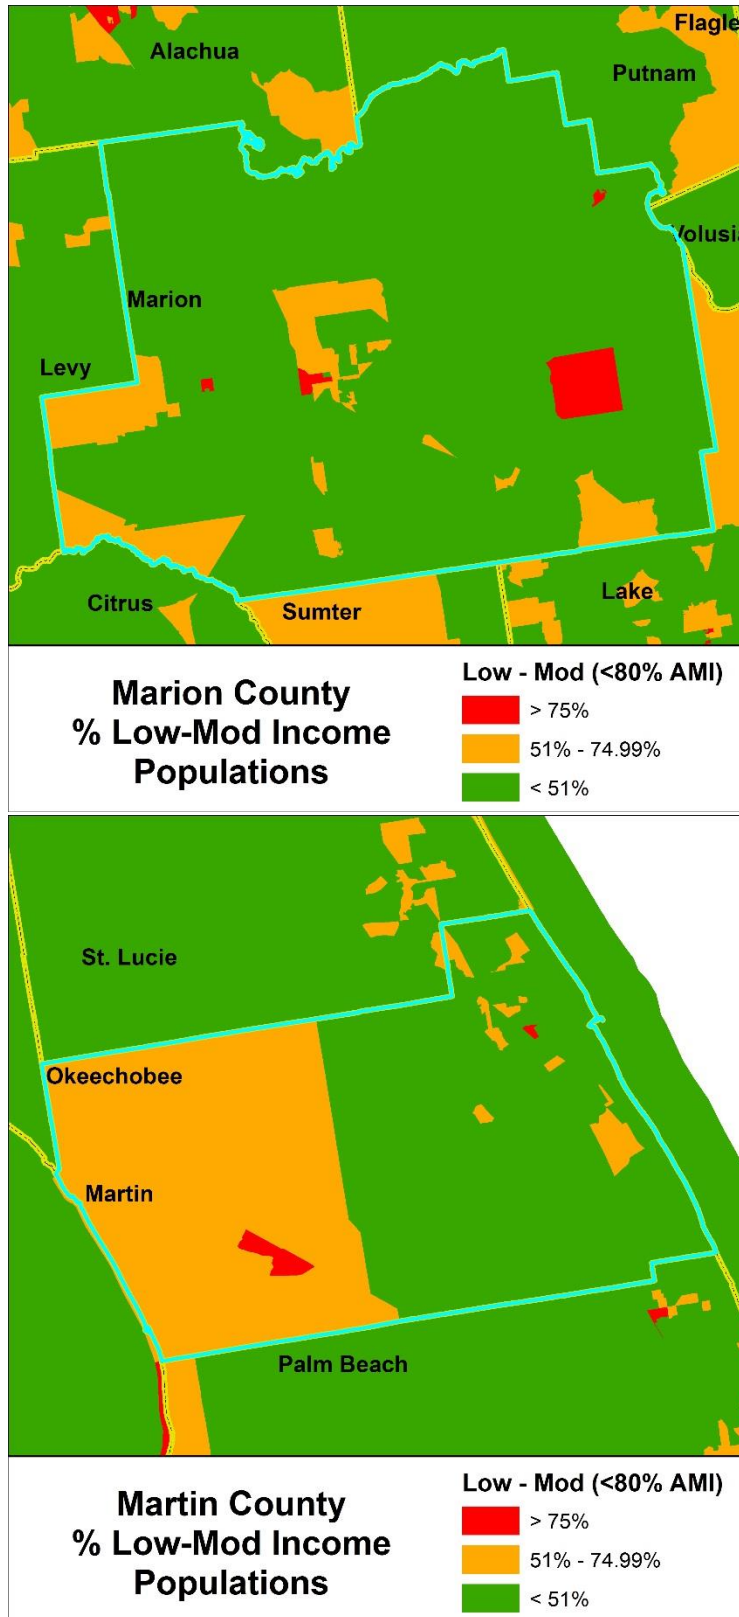 Flagle
Alachua
Putnam
Volusia
Marion
Levy
Citrus
Sumter
Lake
Marion County
% Low-Mod Income
Populations
Low - Mod (<80% AMI)
> 75%
51% - 74.99%
< 51%
St. Lucie
Okeechobee
Martin
Palm Beach
Martin County
% Low-Mod Income
Populations
Low - Mod (<80% AMI)
> 75%
51% - 74.99%
< 51%